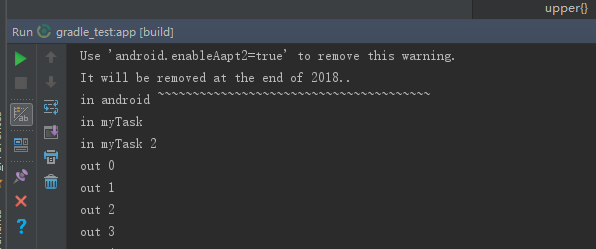 upper{}
Run gradle_test:app [build]
Use 'android.enableAapt2=true' to remove this warning.
It will be removed at the end of 2018..
in android ~~~~~~~~~~~~~~~~~~~~~~~~~~~~~~~~~~~~~~~
in myTask
in myTask 2
out 0
out 1
out 2
out 3